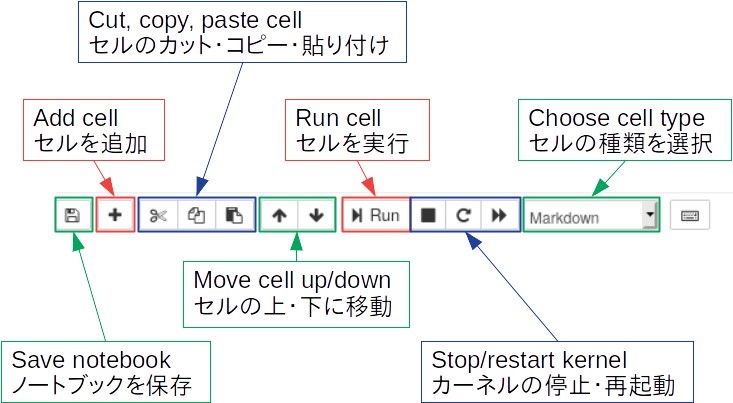 Cut, copy, paste cell
セルのカット・コピー・貼り付け
Add cell
セルを追加
Run cell
セルを実行
Choose cell type
セルの種類を選択
Run
Markdown
Move cell up/down
セルの上・下に移動
Save notebook
ノートブックを保存
Stop/restart kernel
カーネルの停止・再起動